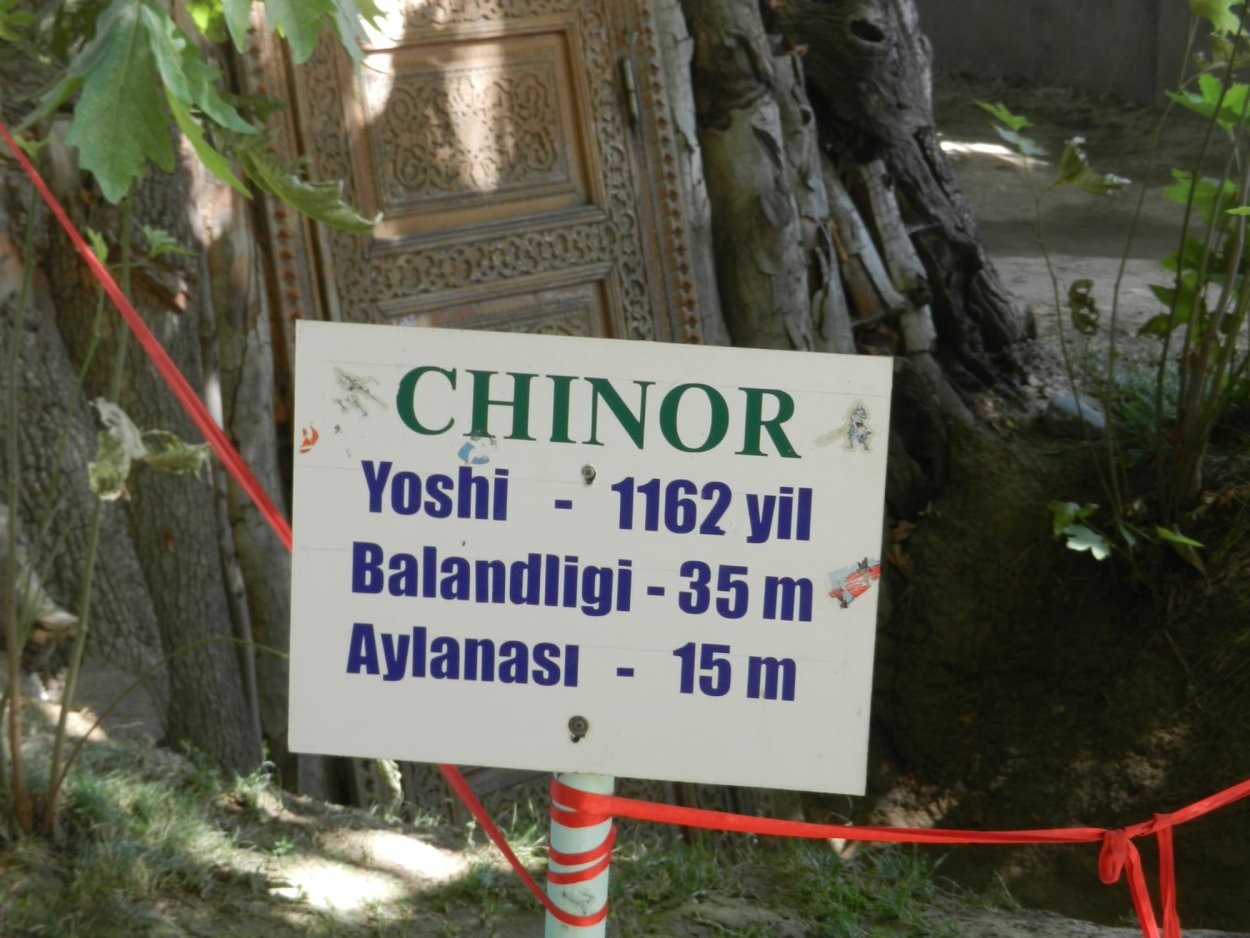 CHINOR
Yoshi - 1162 yil
Balandligi - 35 m
Aylanası - 15 m